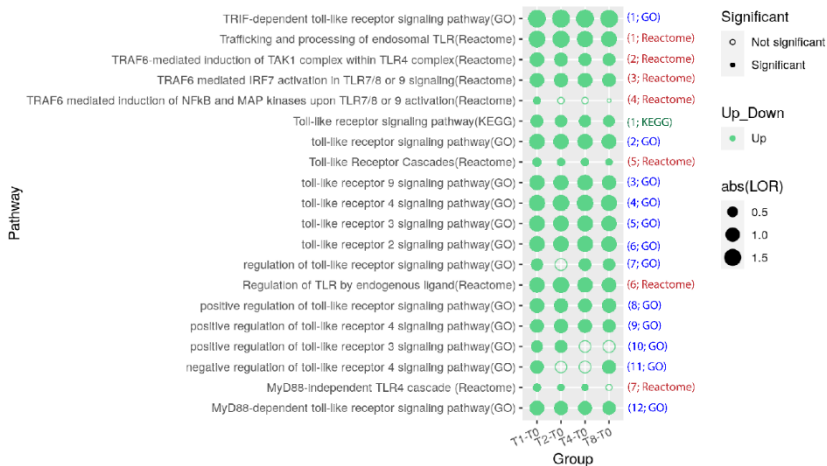 TRIF-dependent toll-like receptor signaling pathway(GO) (1; GO)
Trafficking and processing of endosomal TLR(Reactome) (1; Reactome)
TRAF6-mediated induction of TAK1 complex within TLR4 complex(Reactome) (2; Reactome)
TRAF6 mediated IRF7 activation in TLR7/8 or 9 signaling(Reactome) (3; Reactome)
TRAF6 mediated induction of NFkB and MAP kinases upon TLR7/8 or 9 activation(Reactome) (4; Reactome)
Toll-like receptor signaling pathway(KEGG) (1; KEGG)
toll-like receptor signaling pathway(GO) (2; GO)
Toll-like Receptor Cascades(Reactome) (5; Reactome)
toll-like receptor 9 signaling pathway(GO) (3; GO)
toll-like receptor 4 signaling pathway(GO) (4; GO)
toll-like receptor 3 signaling pathway(GO) (5; GO)
toll-like receptor 2 signaling pathway(GO) (6; GO)
regulation of toll-like receptor signaling pathway(GO) (7; GO)
Regulation of TLR by endogenous ligand(Reactome) (6; Reactome)
positive regulation of toll-like receptor signaling pathway(GO) (8; GO)
positive regulation of toll-like receptor 4 signaling pathway(GO) (9; GO)
positive regulation of toll-like receptor 3 signaling pathway(GO) (10; GO)
negative regulation of toll-like receptor 4 signaling pathway(GO) (11; GO)
MyD88-independent TLR4 cascade (Reactome) (7; Reactome)
MyD88-dependent toll-like receptor signaling pathway(GO) (12; GO)
Pathway
T1-T0 T2-T0 T4-T0 T8-T0
Group
Significant
Not significant
Significant
Up_Down
Up
abs(LOR)
0.5
1.0
1.5